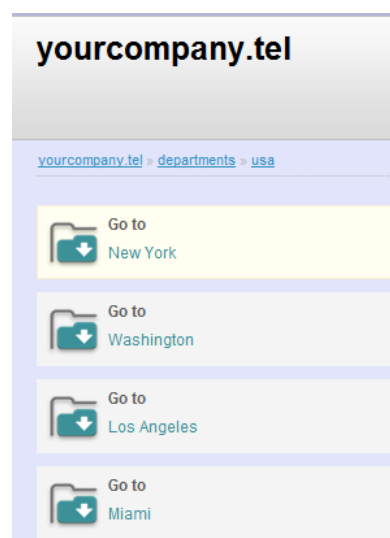 yourcompany.tel
yourcompany.tel » departments » usa
Go to
New York
Go to
Washington
Go to
Los Angeles
Go to
Miami